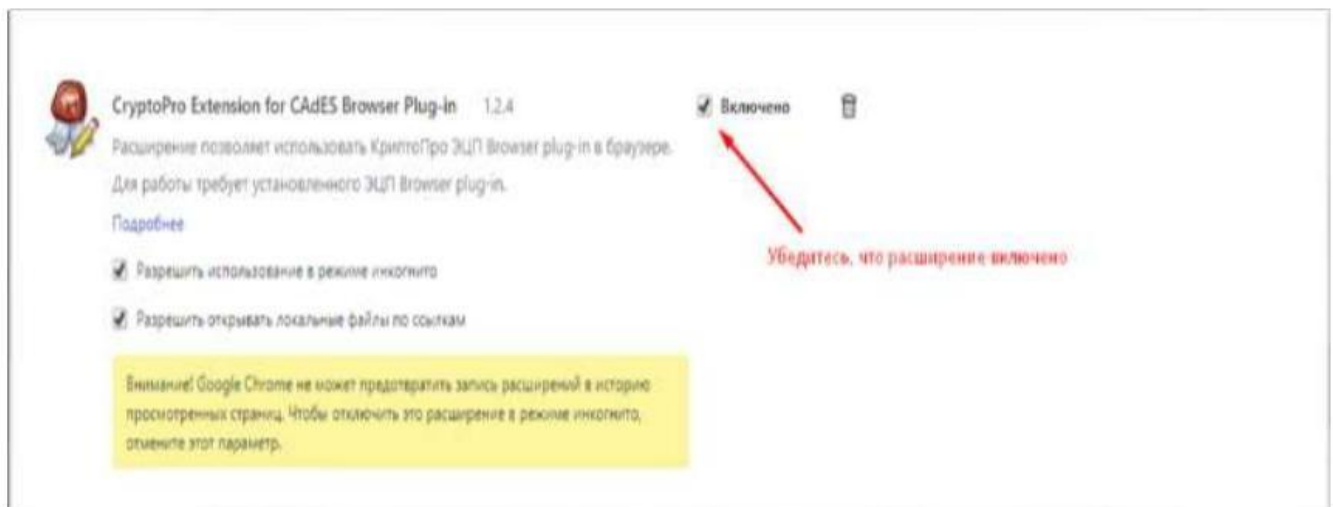 CryptoPro Extension for CAdES Browser Plug-in 1.2.4
Включено
Расширение позволяет использовать КриптоПро ЭЦП Browser plug-in в браузере.
Для работы требует установленного ЭЦП Browser plug-in.
Подробнее
Убедитесь, что расширение включено
Разрешить использование в режиме инкогнито
Разрешить открывать локальные файлы по ссылкам
Внимание! Google Chrome не может предотвратить запись расширений в историю
просмотренных страниц. Чтобы отключить это расширение в режиме инкогнито,
отмените этот параметр.